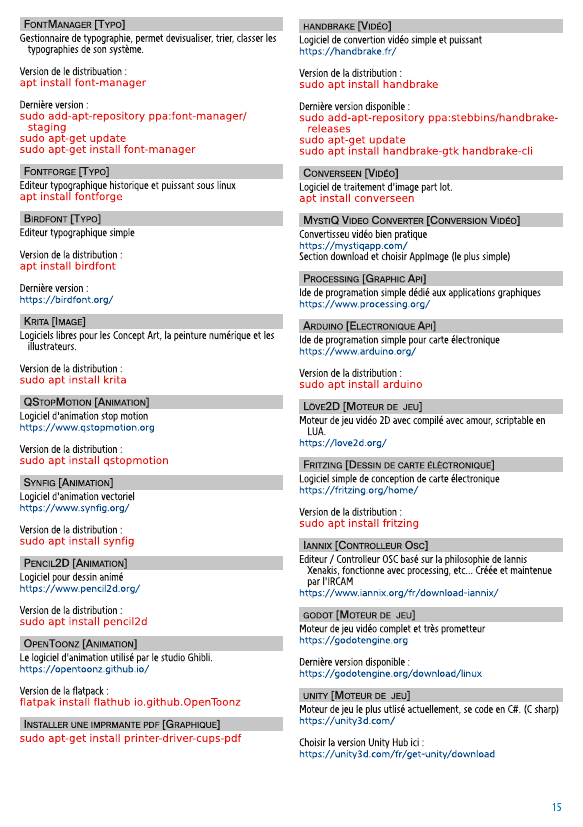 FontManager [Typo]
Gestionnaire de typographie, permet devisualiser, trier, classer les
typographies de son système.
Version de le distribuation :
apt install font-manager
Dernière version :
sudo add-apt-repository ppa:font-manager/
staging
sudo apt-get update
sudo apt-get install font-manager
Fontforge [Typo]
Editeur typographique historique et puissant sous linux
apt install fontforge
Birdfont [Typo]
Editeur typographique simple
Version de la distribution :
apt install birdfont
Dernière version :
https://birdfont.org/
Krita [Image]
Logiciels libres pour les Concept Art, la peinture numérique et les
illustrateurs.
Version de la distribution :
sudo apt install krita
QStopMotion [Animation]
Logiciel d'animation stop motion
https://www.qstopmotion.org
Version de la distribution :
sudo apt install qstopmotion
Synfig [Animation]
Logiciel d'animation vectoriel
https://www.synfig.org/
Version de la distribution :
sudo apt install synfig
Pencil2D [Animation]
Logiciel pour dessin animé
https://www.pencil2d.org/
Version de la distribution :
sudo apt install pencil2d
OpenToonz [Animation]
Le logiciel d'animation utilisé par le studio Ghibli.
https://opentoonz.github.io/
Version de la flatpack :
flatpak install flathub io.github.OpenToonz
Installer une imprmante pdf [Graphique]
sudo apt-get install printer-driver-cups-pdf
handbrake [Vidéo]
Logiciel de convertion vidéo simple et puissant
https://handbrake.fr/
Version de la distribution :
sudo apt install handbrake
Dernière version disponible :
sudo add-apt-repository ppa:stebbins/handbrake-
releases
sudo apt-get update
sudo apt install handbrake-gtk handbrake-cli
Converseen [Vidéo]
Logiciel de traitement d'image part lot.
apt install converseen
MystiQ Video Converter [Conversion Vidéo]
Convertisseu vidéo bien pratique
https://mystiqapp.com/
Section download et choisir AppImage (le plus simple)
Processing [Graphic Api]
Ide de programation simple dédié aux applications graphiques
https://www.processing.org/
Arduino [Electronique Api]
Ide de programation simple pour carte électronique
https://www.arduino.org/
Version de la distribution :
sudo apt install arduino
Löve2D [Moteur de jeu]
Moteur de jeu vidéo 2D avec compilé avec amour, scriptable en
LUA.
https://love2d.org/
Fritzing [Dessin de carte éléctronique]
Logiciel simple de conception de carte électronique
https://fritzing.org/home/
Version de la distribution :
sudo apt install fritzing
Iannix [Controlleur Osc]
Editeur / Controlleur OSC basé sur la philosophie de Iannis
Xenakis, fonctionne avec processing, etc... Créée et maintenue
par l'IRCAM
https://www.iannix.org/fr/download-iannix/
godot [Moteur de jeu]
Moteur de jeu vidéo complet et très prometteur
https://godotengine.org
Dernière version disponible :
https://godotengine.org/download/linux
unity [Moteur de jeu]
Moteur de jeu le plus utlisé actuellement, se code en C#. (C sharp)
https://unity3d.com/
Choisir la version Unity Hub ici :
https://unity3d.com/fr/get-unity/download
15